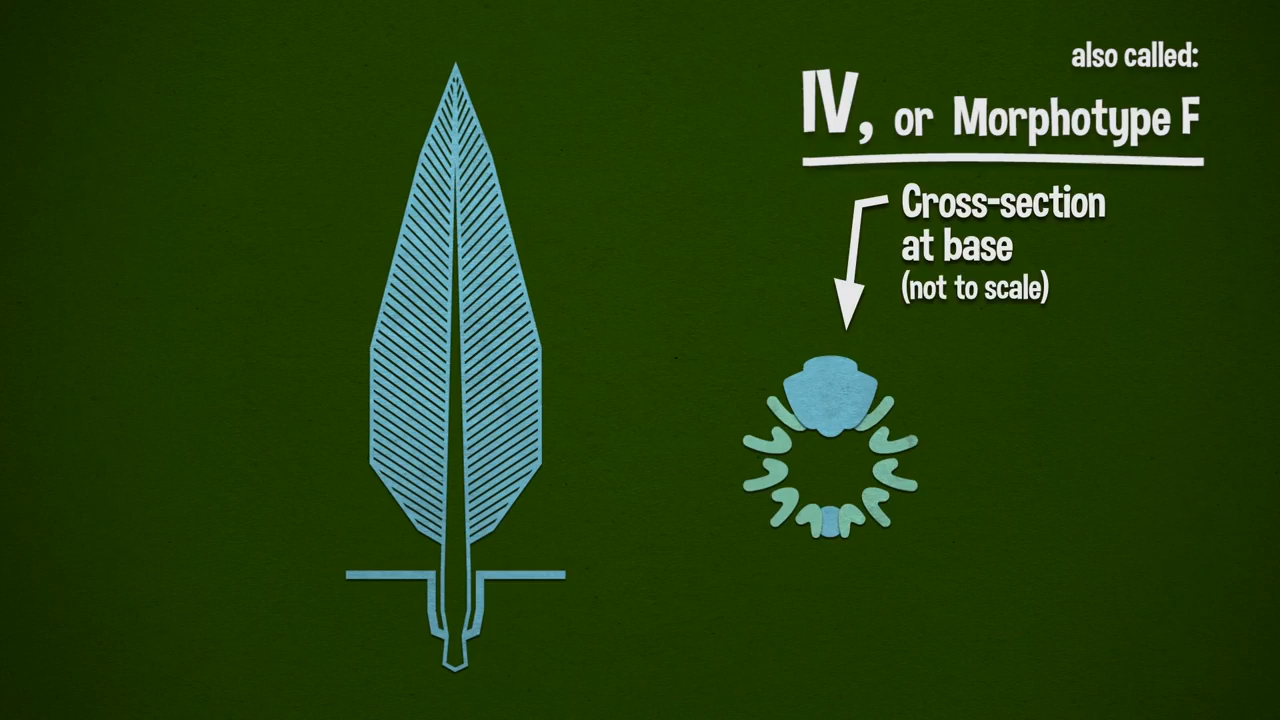 also called:
IV, or Morphotype F
Cross-section
at base
(not to scale)